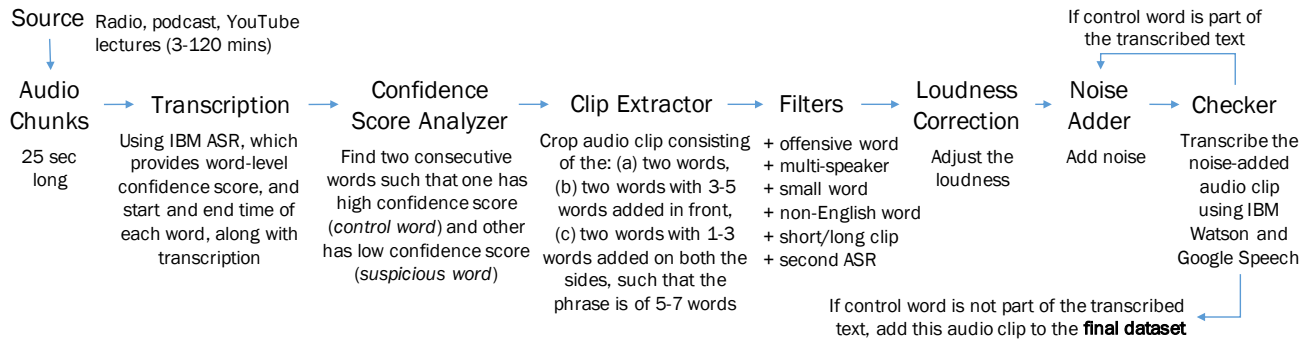 Source
Radio, podcast, YouTube
lectures (3-120 mins)
Audio
Chunks
25 sec
long
Transcription
Using IBM ASR, which
provides word-level
confidence score, and
start and end time of
each word, along with
transcription
Confidence
Score Analyzer
Find two consecutive
words such that one has
high confidence score
(control word) and other
has low confidence score
(suspicious word)
Clip Extractor
Crop audio clip consisting
of the: (a) two words,
(b) two words with 3-5
words added in front,
(c) two words with 1-3
words added on both the
sides, such that the
phrase is of 5-7 words
Filters
+ offensive word
+ multi-speaker
+ small word
+ non-English word
+ short/long clip
+ second ASR
Loudness
Correction
Adjust the
loudness
Noise
Adder
Add noise
If control word is part of
the transcribed text
Checker
Transcribe the
noise-added
audio clip
using IBM
Watson and
Google Speech
If control word is not part of the transcribed
text, add this audio clip to the final dataset